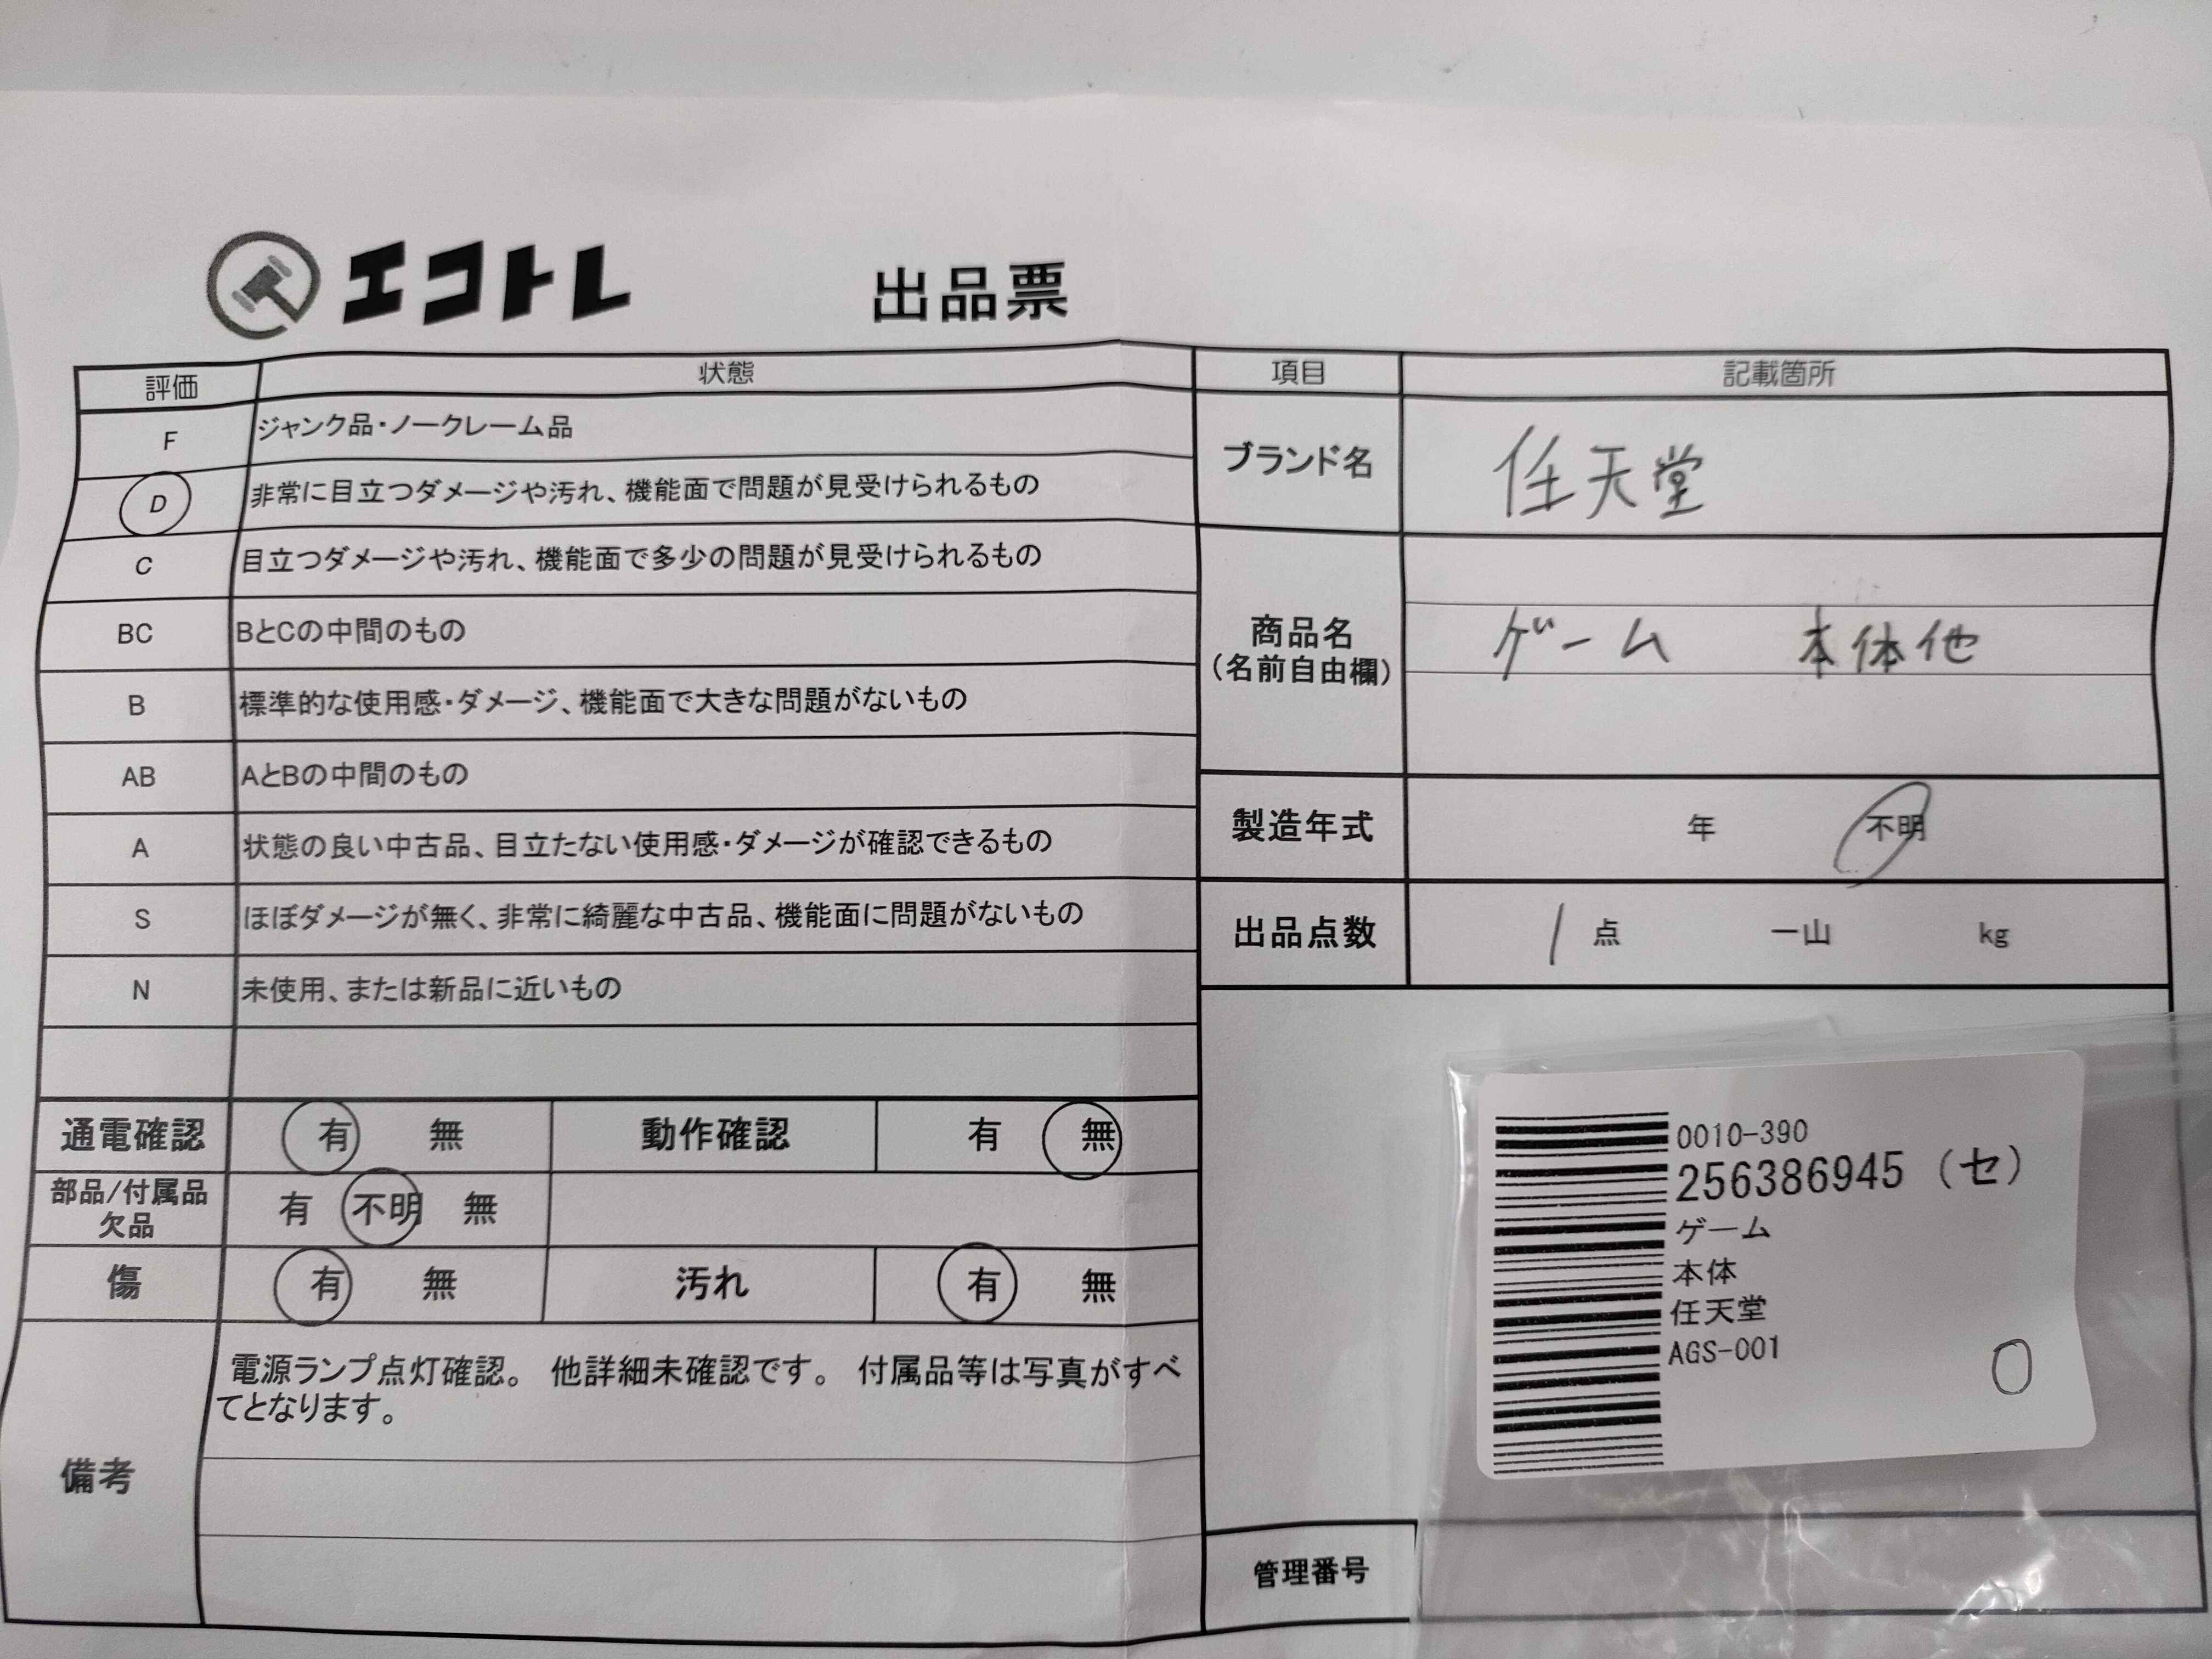 エコトレ 出品票
評価 状態
F ジャンク品・ノークレーム品
D 非常に目立つダメージや汚れ、機能面で問題が見受けられるもの
C 目立つダメージや汚れ、機能面で多少の問題が見受けられるもの
BC BとCの中間のもの
B 標準的な使用感・ダメージ、機能面で大きな問題がないもの
AB AとBの中間のもの
A 状態の良い中古品、目立たない使用感・ダメージが確認できるもの
S ほぼダメージが無く、非常に綺麗な中古品、機能面に問題がないもの
N 未使用、または新品に近いもの
通電確認 有 無 動作確認 有 無
部品/付属品
欠品 有 不明 無
傷 有 無 汚れ 有 無
備考
電源ランプ点灯確認。 他詳細未確認です。 付属品等は写真がすべ
てとなります。
項目 記載箇所
ブランド名 任天堂
商品名
(名前自由欄)
ゲーム 本体他
製造年式 年 不明
出品点数 1 点 一山 kg
0010-390
256386945 (セ)
ゲーム
本体
任天堂
AGS-001
0
管理番号